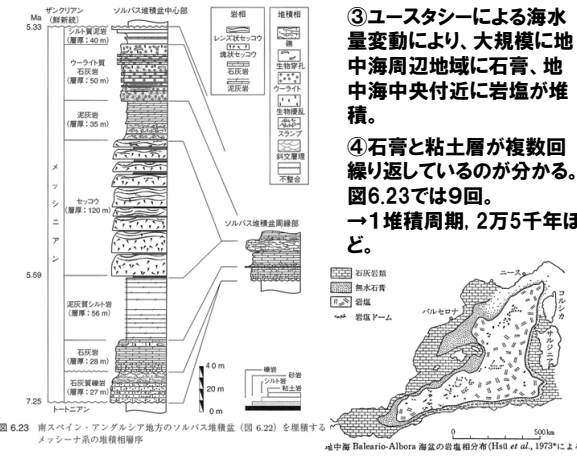 ザンクリアン
(鮮新統)
ソルバス堆積盆中心部
Ma
5.33
シルト質泥岩
(層厚：40 m)
ウーライト質
石灰岩
(層厚：50 m)
泥灰岩
(層厚：35 m)
メッシニアン
セッコウ
(層厚：120 m)
5.59
泥灰質シルト岩
(層厚：56 m)
石灰岩
(層厚：28 m)
石灰質礫岩
(層厚：27 m)
7.25
トートニアン
岩相
レンズ状セッコウ
塊状セッコウ
石灰岩
泥灰岩
堆積相
礁
生物穿孔
ウーライト
生物擾乱
スランプ
斜交層理
不整合
ソルバス堆積盆周縁部
40 m
20 m
0 m
礫岩
砂岩
シルト岩
粘土岩
図 6.23 南スペイン・アンダルシア地方のソルバス堆積盆（図 6.22）を埋積する
メッシーナ系の堆積相層序
③ユースタシーによる海水
量変動により、大規模に地
中海周辺地域に石膏、地
中海中央付近に岩塩が堆
積。
④石膏と粘土層が複数回
繰り返しているのが分かる。
図6.23では9回。
→1堆積周期, 2万5千年ほ
ど。
石灰岩類
無水石膏
岩塩
岩塩ドーム
ニース
バルセロナ
コルシカ
サルジニア
0 500km
地中海 Baleario-Albora 海盆の岩塩相分布 (Hsü et al., 1973*による